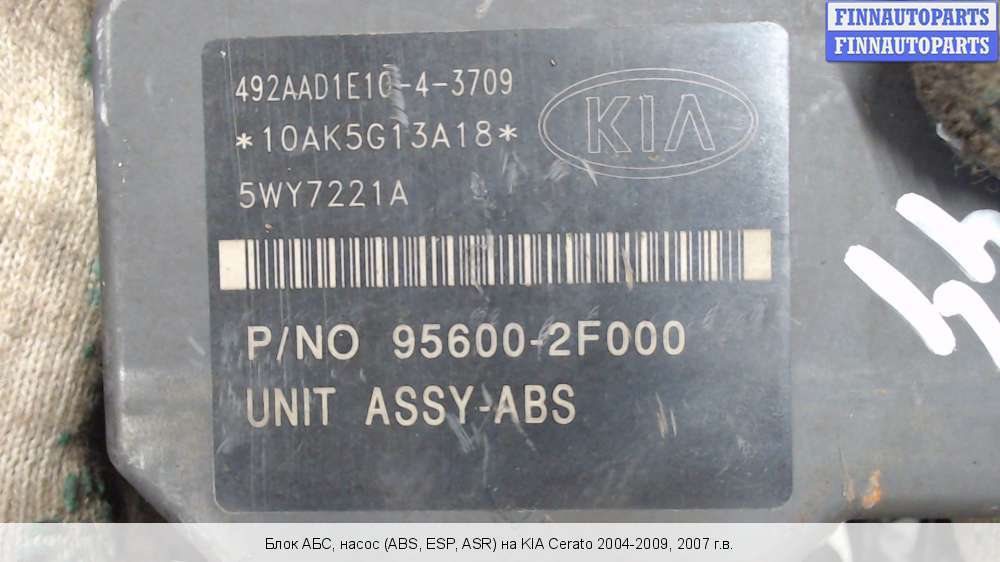 FINNAUTOPARTS
FINNAUTOPARTS
492AAD1E10-4-3709
*10AK5G13A18*
KIA
5WY7221A
P/NO 95600-2F000
UNIT ASSY-ABS
Блок АБС, насос (ABS, ESP, ASR) на KIA Cerato 2004-2009, 2007 г.в.